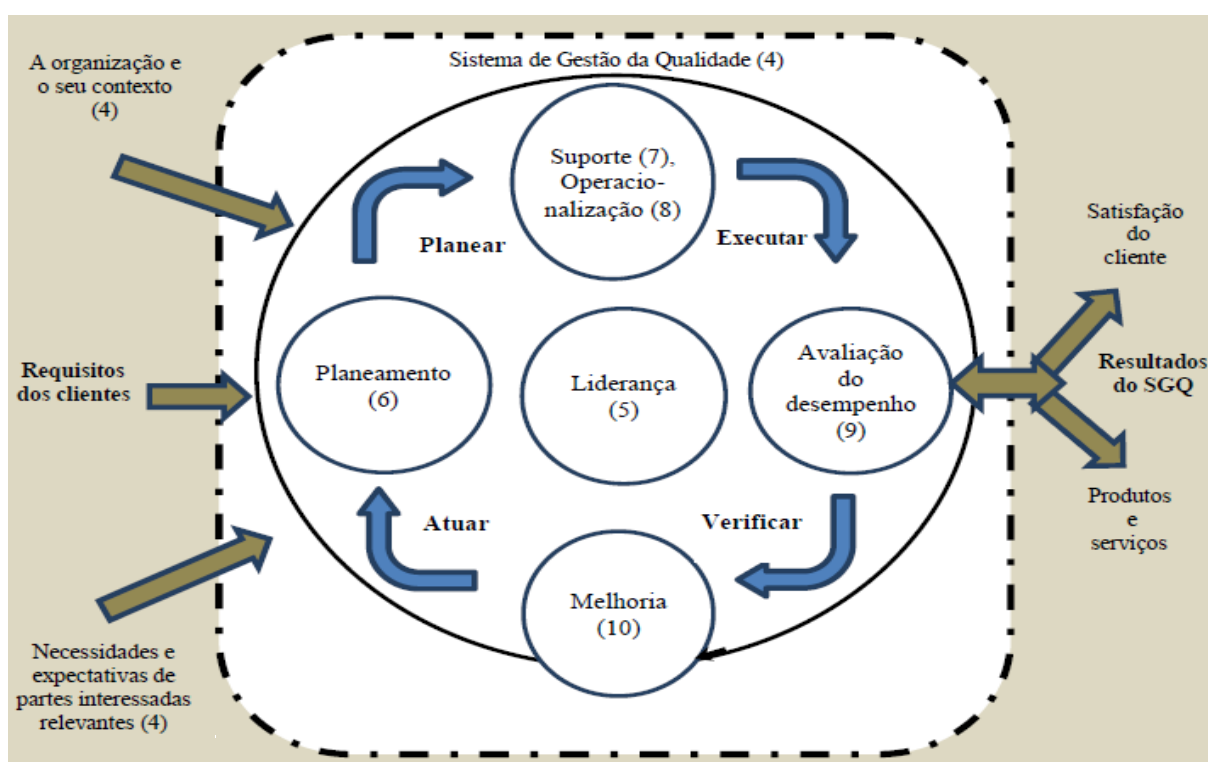 Sistema de Gestão da Qualidade (4)
A organização e
o seu contexto
(4)
Requisitos
dos clientes
Necessidades e
expectativas de
partes interessadas
relevantes (4)
Suporte (7),
Operacio-
nalização (8)
Planear
Executar
Planeamento
(6)
Liderança
(5)
Avaliação
do
desempenho
(9)
Atuar
Verificar
Melhoria
(10)
Satisfação
do
cliente
Resultados
do SGQ
Produtos
e
serviços